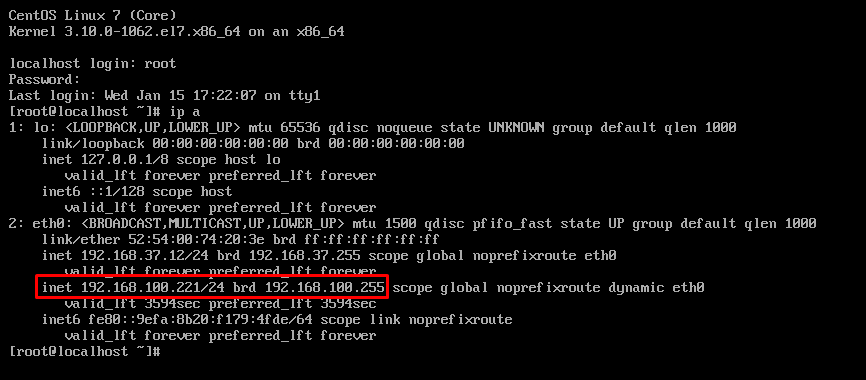 CentOS Linux 7 (Core)
Kernel 3.10.0-1062.el7.x86_64 on an x86_64
localhost login: root
Password:
Last login: Wed Jan 15 17:22:07 on tty1
[root@localhost ~]# ip a
1: lo: <LOOPBACK,UP,LOWER_UP> mtu 65536 qdisc noqueue state UNKNOWN group default qlen 1000
    link/loopback 00:00:00:00:00:00 brd 00:00:00:00:00:00
    inet 127.0.0.1/8 scope host lo
       valid_lft forever preferred_lft forever
    inet6 ::1/128 scope host
       valid_lft forever preferred_lft forever
2: eth0: <BROADCAST,MULTICAST,UP,LOWER_UP> mtu 1500 qdisc pfifo_fast state UP group default qlen 1000
    link/ether 52:54:00:74:20:3e brd ff:ff:ff:ff:ff:ff
    inet 192.168.37.12/24 brd 192.168.37.255 scope global noprefixroute eth0
       valid_lft forever preferred_lft forever
    inet 192.168.100.221/24 brd 192.168.100.255 scope global noprefixroute dynamic eth0
       valid_lft 3594sec preferred_lft 3594sec
    inet6 fe80::9efa:8b20:f179:4fde/64 scope link noprefixroute
       valid_lft forever preferred_lft forever
[root@localhost ~]#